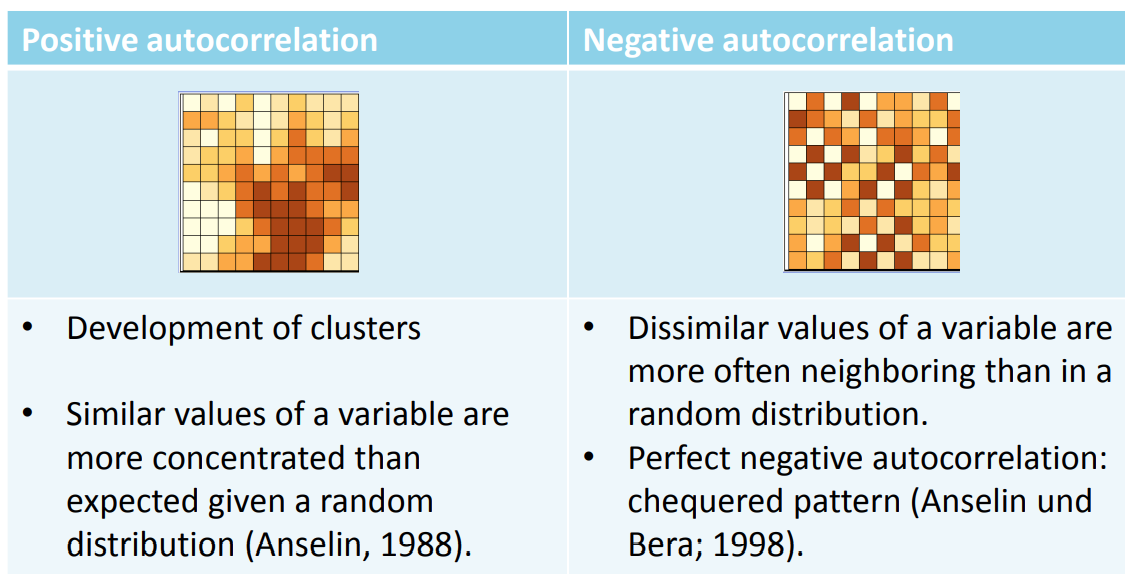 Positive autocorrelation
Negative autocorrelation
• Development of clusters
• Similar values of a variable are
more concentrated than
expected given a random
distribution (Anselin, 1988).
• Dissimilar values of a variable are
more often neighboring than in a
random distribution.
• Perfect negative autocorrelation:
chequered pattern (Anselin und
Bera; 1998).